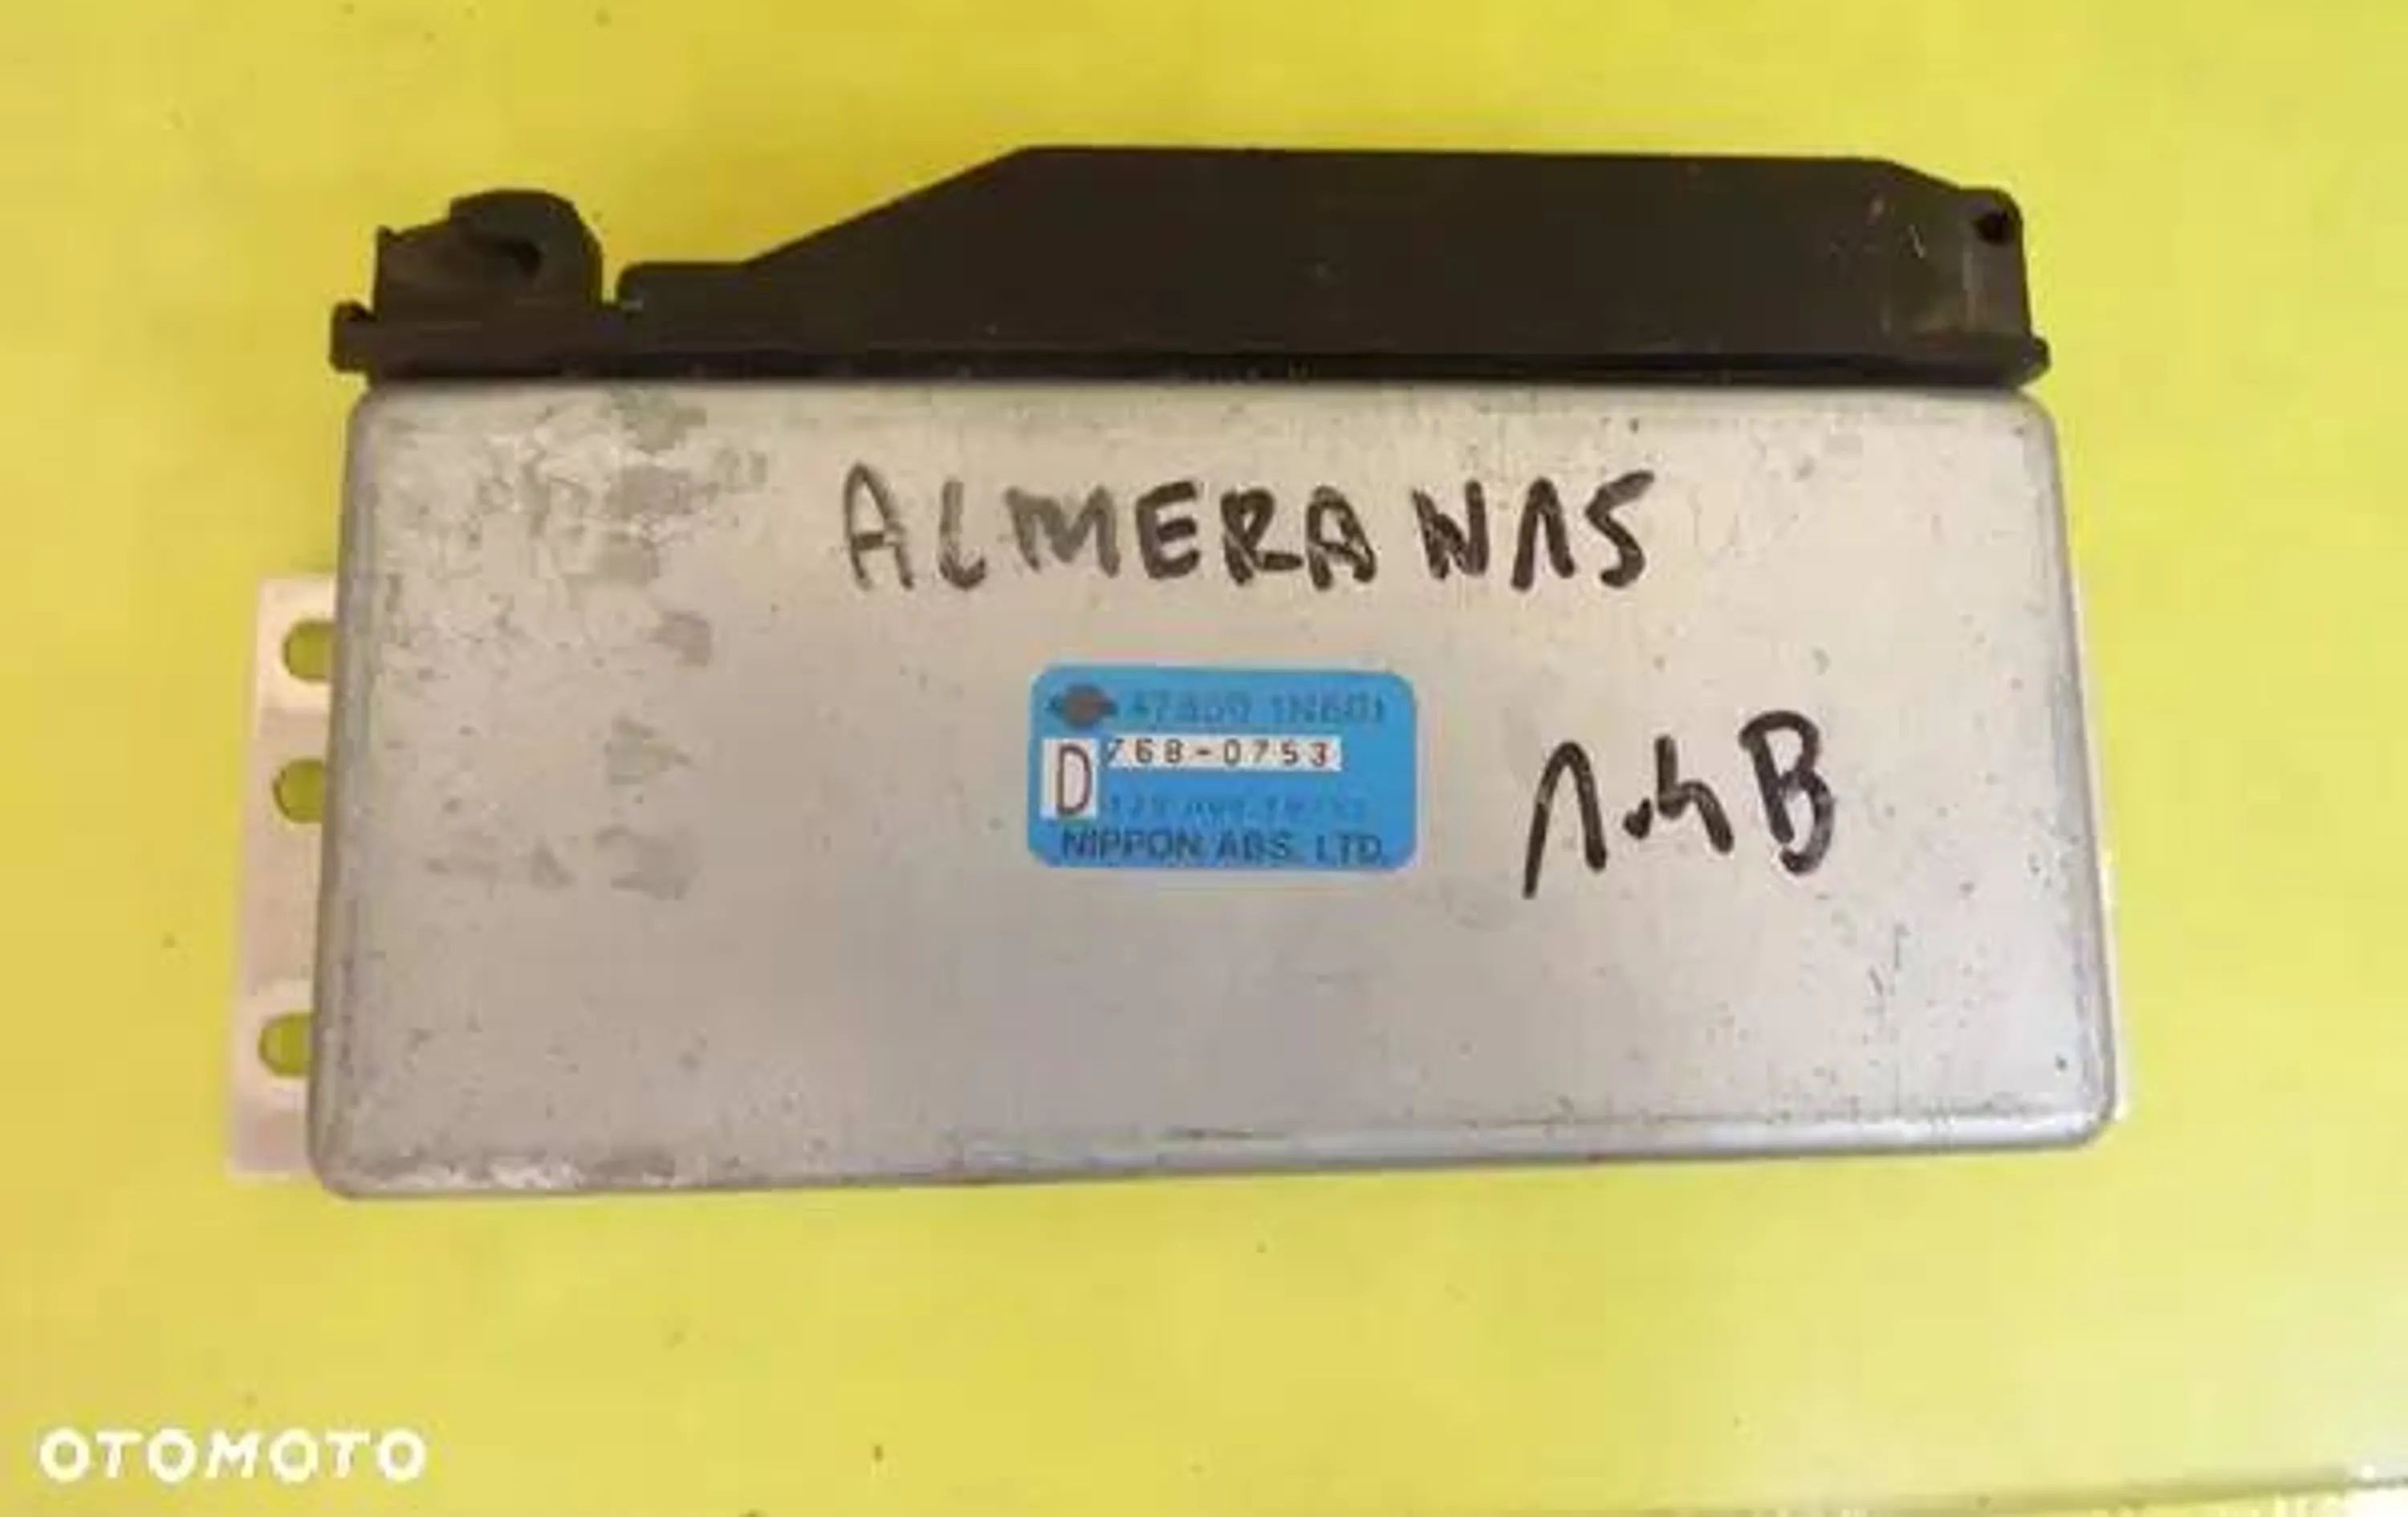 ALMERA N15
47850 1N601
D 768-0753
NIPPON ABS. LTD.
1.4B
OTOMOTO